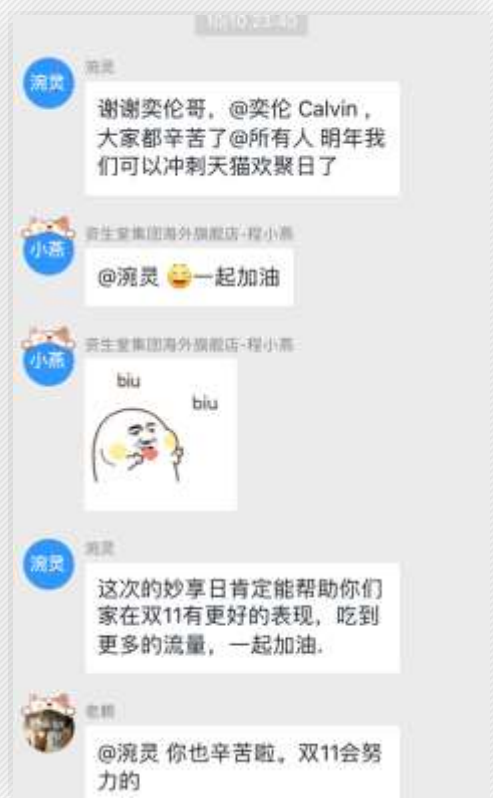 10/10 23:40
浣灵
浣灵
谢谢奕伦哥，@奕伦 Calvin，
大家都辛苦了@所有人 明年我
们可以冲刺天猫欢聚日了
资生堂集团海外旗舰店-程小燕
小燕
@浣灵 一起加油
资生堂集团海外旗舰店-程小燕
小燕
biu
biu
浣灵
浣灵
这次的妙享日肯定能帮助你们
家在双11有更好的表现，吃到
更多的流量，一起加油.
@浣灵 你也辛苦啦。双11会努
力的